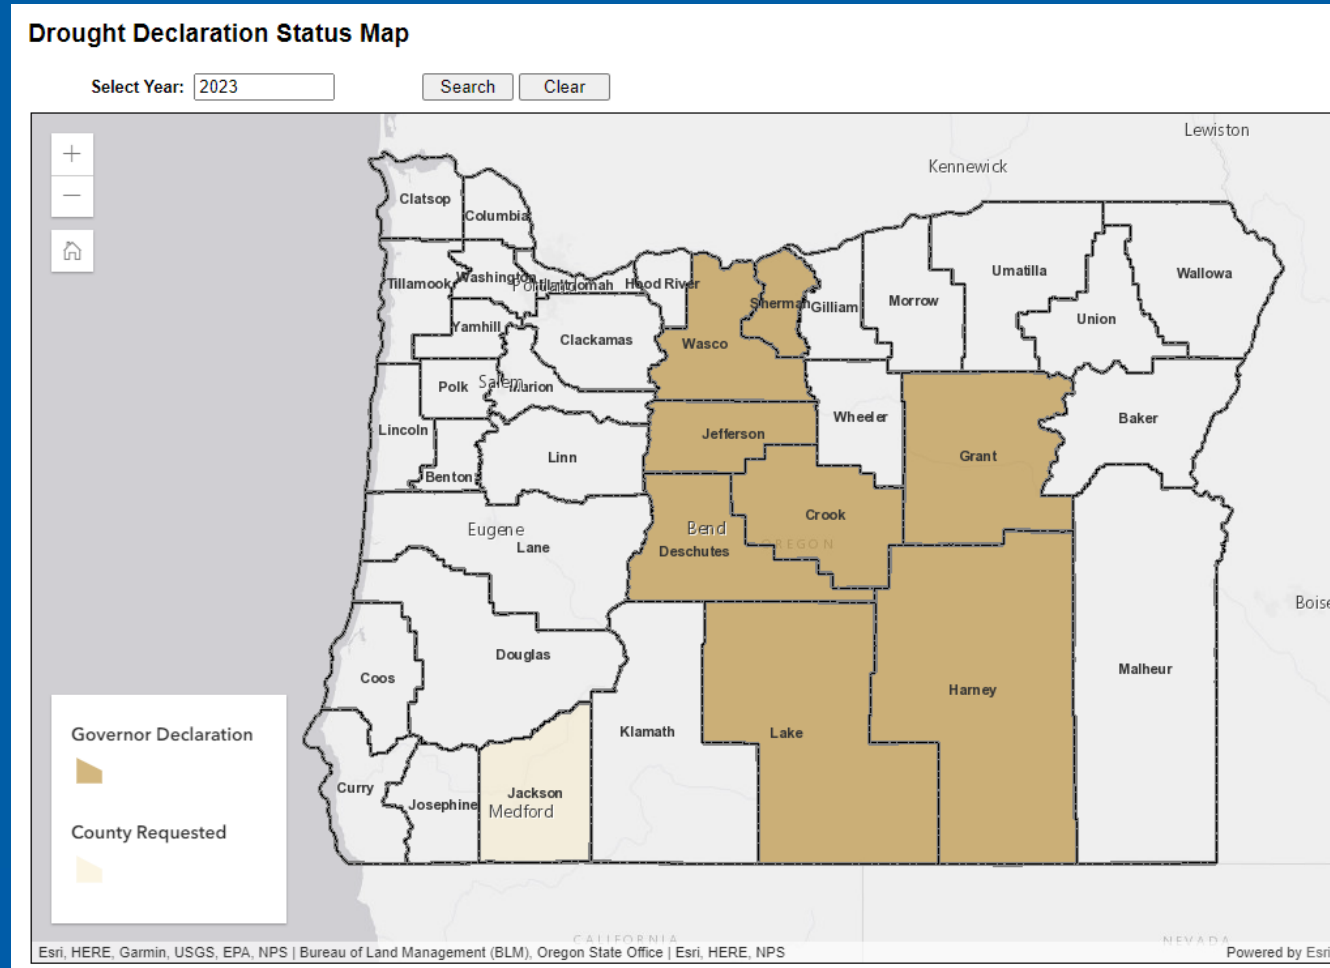 Drought Declaration Status Map
Select Year: 2023 Search Clear
Lewiston
Kennewick
Clatsop
Columbia
Tillamook
Washington
Hood River
Sherman
Gilliam
Morrow
Umatilla
Union
Wallowa
Yamhill
Clackamas
Wasco
Polk
Salem
Marion
Lincoln
Benton
Linn
Jefferson
Wheeler
Grant
Baker
Eugene
Lane
Bend
Deschutes
Crook
OREGON
Boise
Coos
Douglas
Klamath
Lake
Harney
Malheur
Curry
Josephine
Jackson
Medford
Governor Declaration
County Requested
CALIFORNIA
NEVADA
Esri, HERE, Garmin, USGS, EPA, NPS | Bureau of Land Management (BLM), Oregon State Office | Esri, HERE, NPS
Powered by Esri